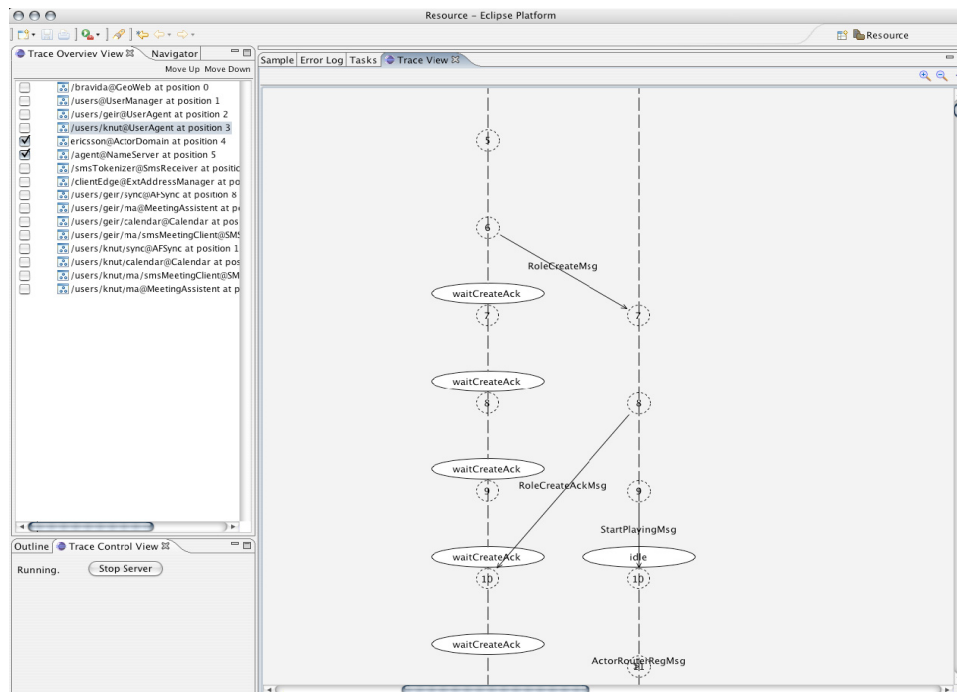 Resource – Eclipse Platform
Resource
Trace Overview View
Navigator
Move Up Move Down
/bravida@GeoWeb at position 0
/users@UserManager at position 1
/users/geir@UserAgent at position 2
/users/knut@UserAgent at position 3
ericsson@ActorDomain at position 4
/agent@NameServer at position 5
/smsTokenizer@SmsReceiver at positic
/clientEdge@ExtAddressManager at po
/users/geir/sync@AFSync at position 8
/users/geir/ma@MeetingAssistent at p
/users/geir/calendar@Calendar at pos
/users/geir/ma/smsMeetingClient@SMS
/users/knut/sync@AFSync at position 1
/users/knut/calendar@Calendar at pos
/users/knut/ma/smsMeetingClient@SM
/users/knut/ma@MeetingAssistent at p
Outline
Trace Control View
Running.
Stop Server
Sample
Error Log
Tasks
Trace View
5
6
RoleCreateMsg
waitCreateAck
7
7
waitCreateAck
8
8
waitCreateAck
RoleCreateAckMsg
9
9
StartPlayingMsg
waitCreateAck
idle
10
10
waitCreateAck
ActorRouterRegMsg
11